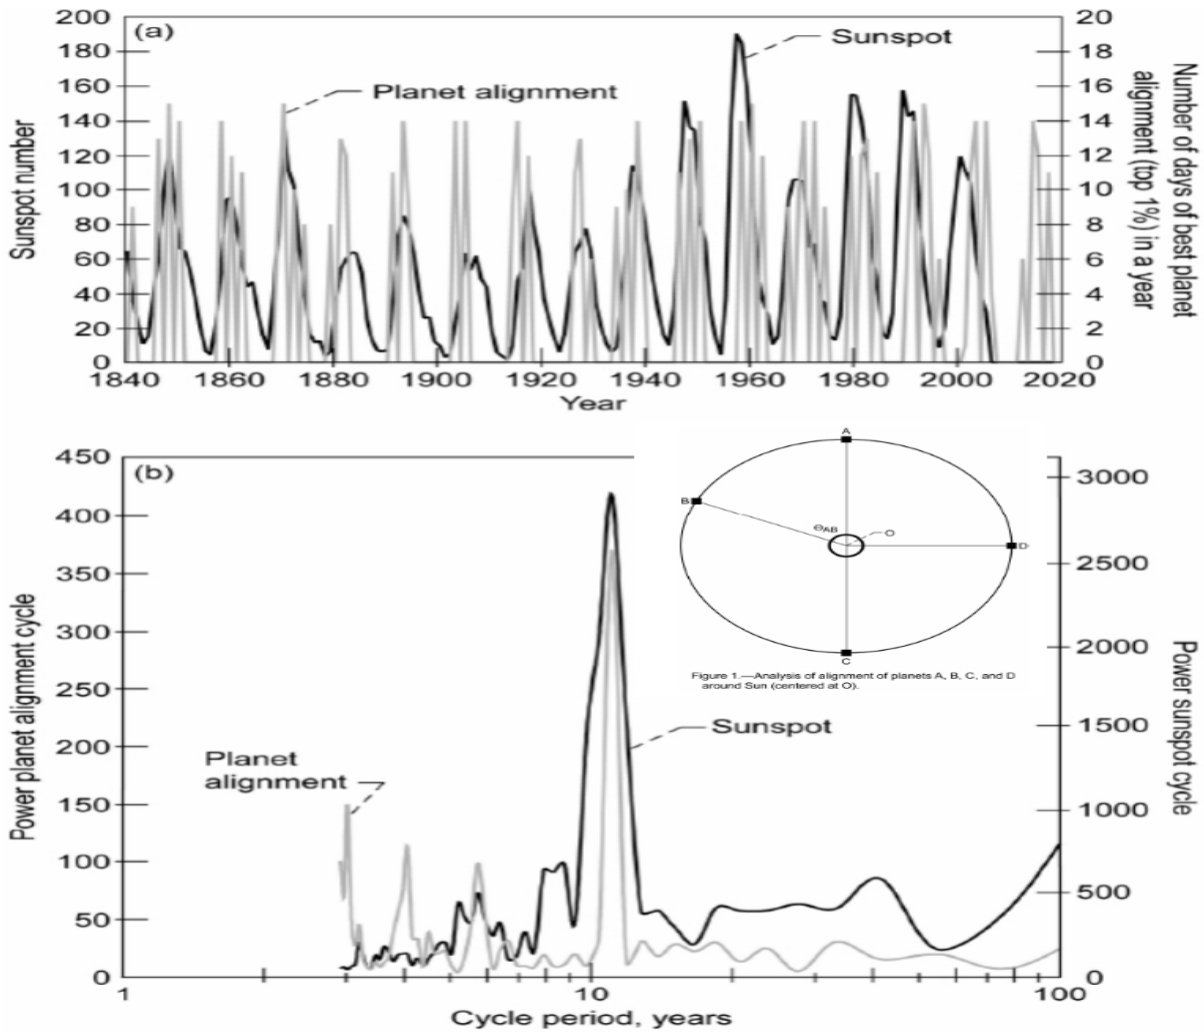 (a)
Sunspot
Planet alignment
Sunspot number
200
180
160
140
120
100
80
60
40
20
0
20
18
16
14
12
10
8
6
4
2
0
Number of days of best planet
alignment (top 1%) in a year
1840 1860 1880 1900 1920 1940 1960 1980 2000 2020
Year
(b)
Power planet alignment cycle
450
400
350
300
250
200
150
100
50
0
3000
2500
2000
1500
1000
500
0
Power sunspot cycle
A
B
ΘAB
O
D
C
Figure 1.—Analysis of alignment of planets A, B, C, and D
around Sun (centered at O).
Sunspot
Planet
alignment
1 10 100
Cycle period, years